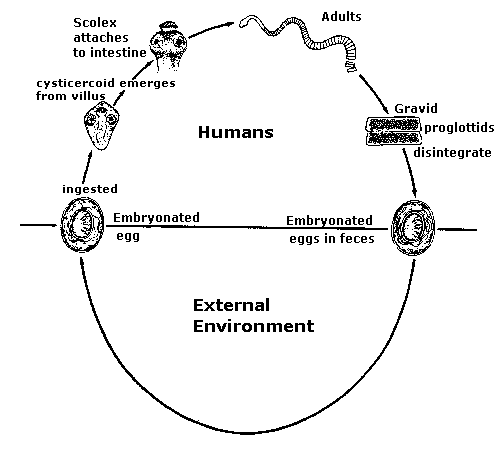 Scolex
attaches
to intestine
Adults
cysticercoid emerges
from villus
Gravid
proglottids
disintegrate
Humans
ingested
Embryonated
egg
Embryonated
eggs in feces
External
Environment